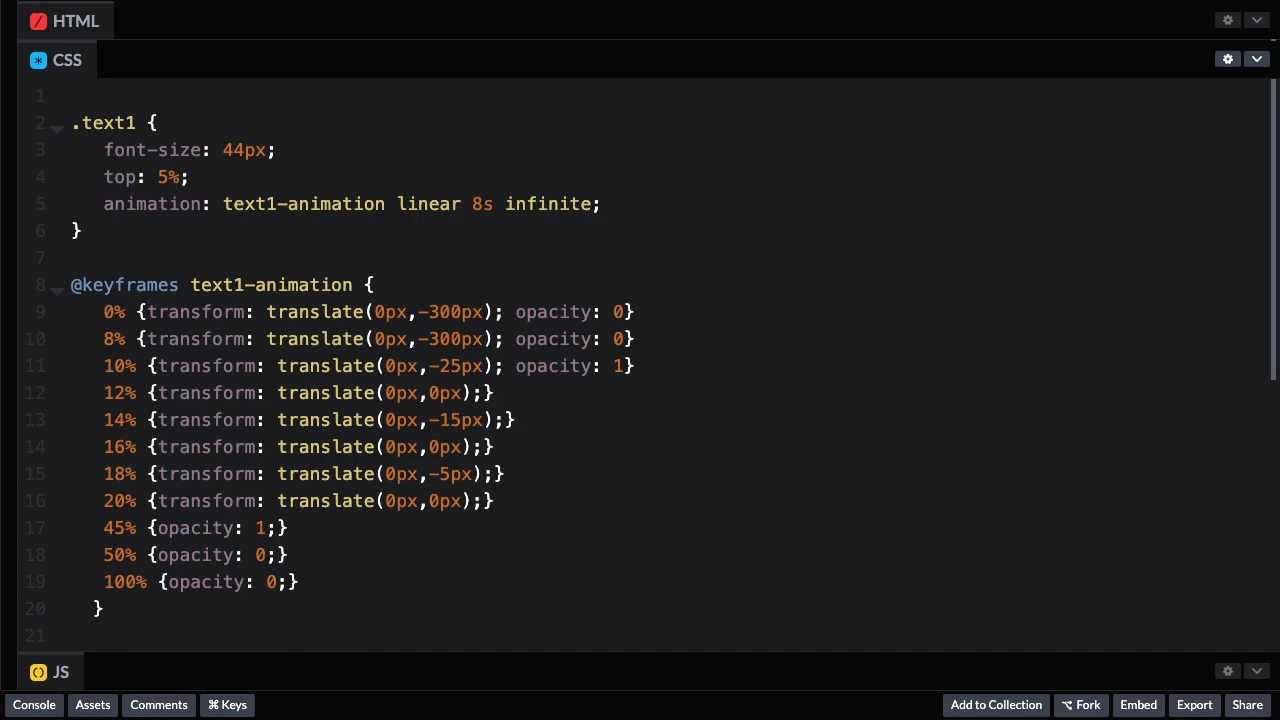 HTML
CSS
1
2 .text1 {
3 font-size: 44px;
4 top: 5%;
5 animation: text1-animation linear 8s infinite;
6 }
7
8 @keyframes text1-animation {
9 0% {transform: translate(0px,-300px); opacity: 0}
10 8% {transform: translate(0px,-300px); opacity: 0}
11 10% {transform: translate(0px,-25px); opacity: 1}
12 12% {transform: translate(0px,0px);}
13 14% {transform: translate(0px,-15px);}
14 16% {transform: translate(0px,0px);}
15 18% {transform: translate(0px,-5px);}
16 20% {transform: translate(0px,0px);}
17 45% {opacity: 1;}
18 50% {opacity: 0;}
19 100% {opacity: 0;}
20 }
21
JS
Console Assets Comments ⌘ Keys Add to Collection ⌥ Fork Embed Export Share